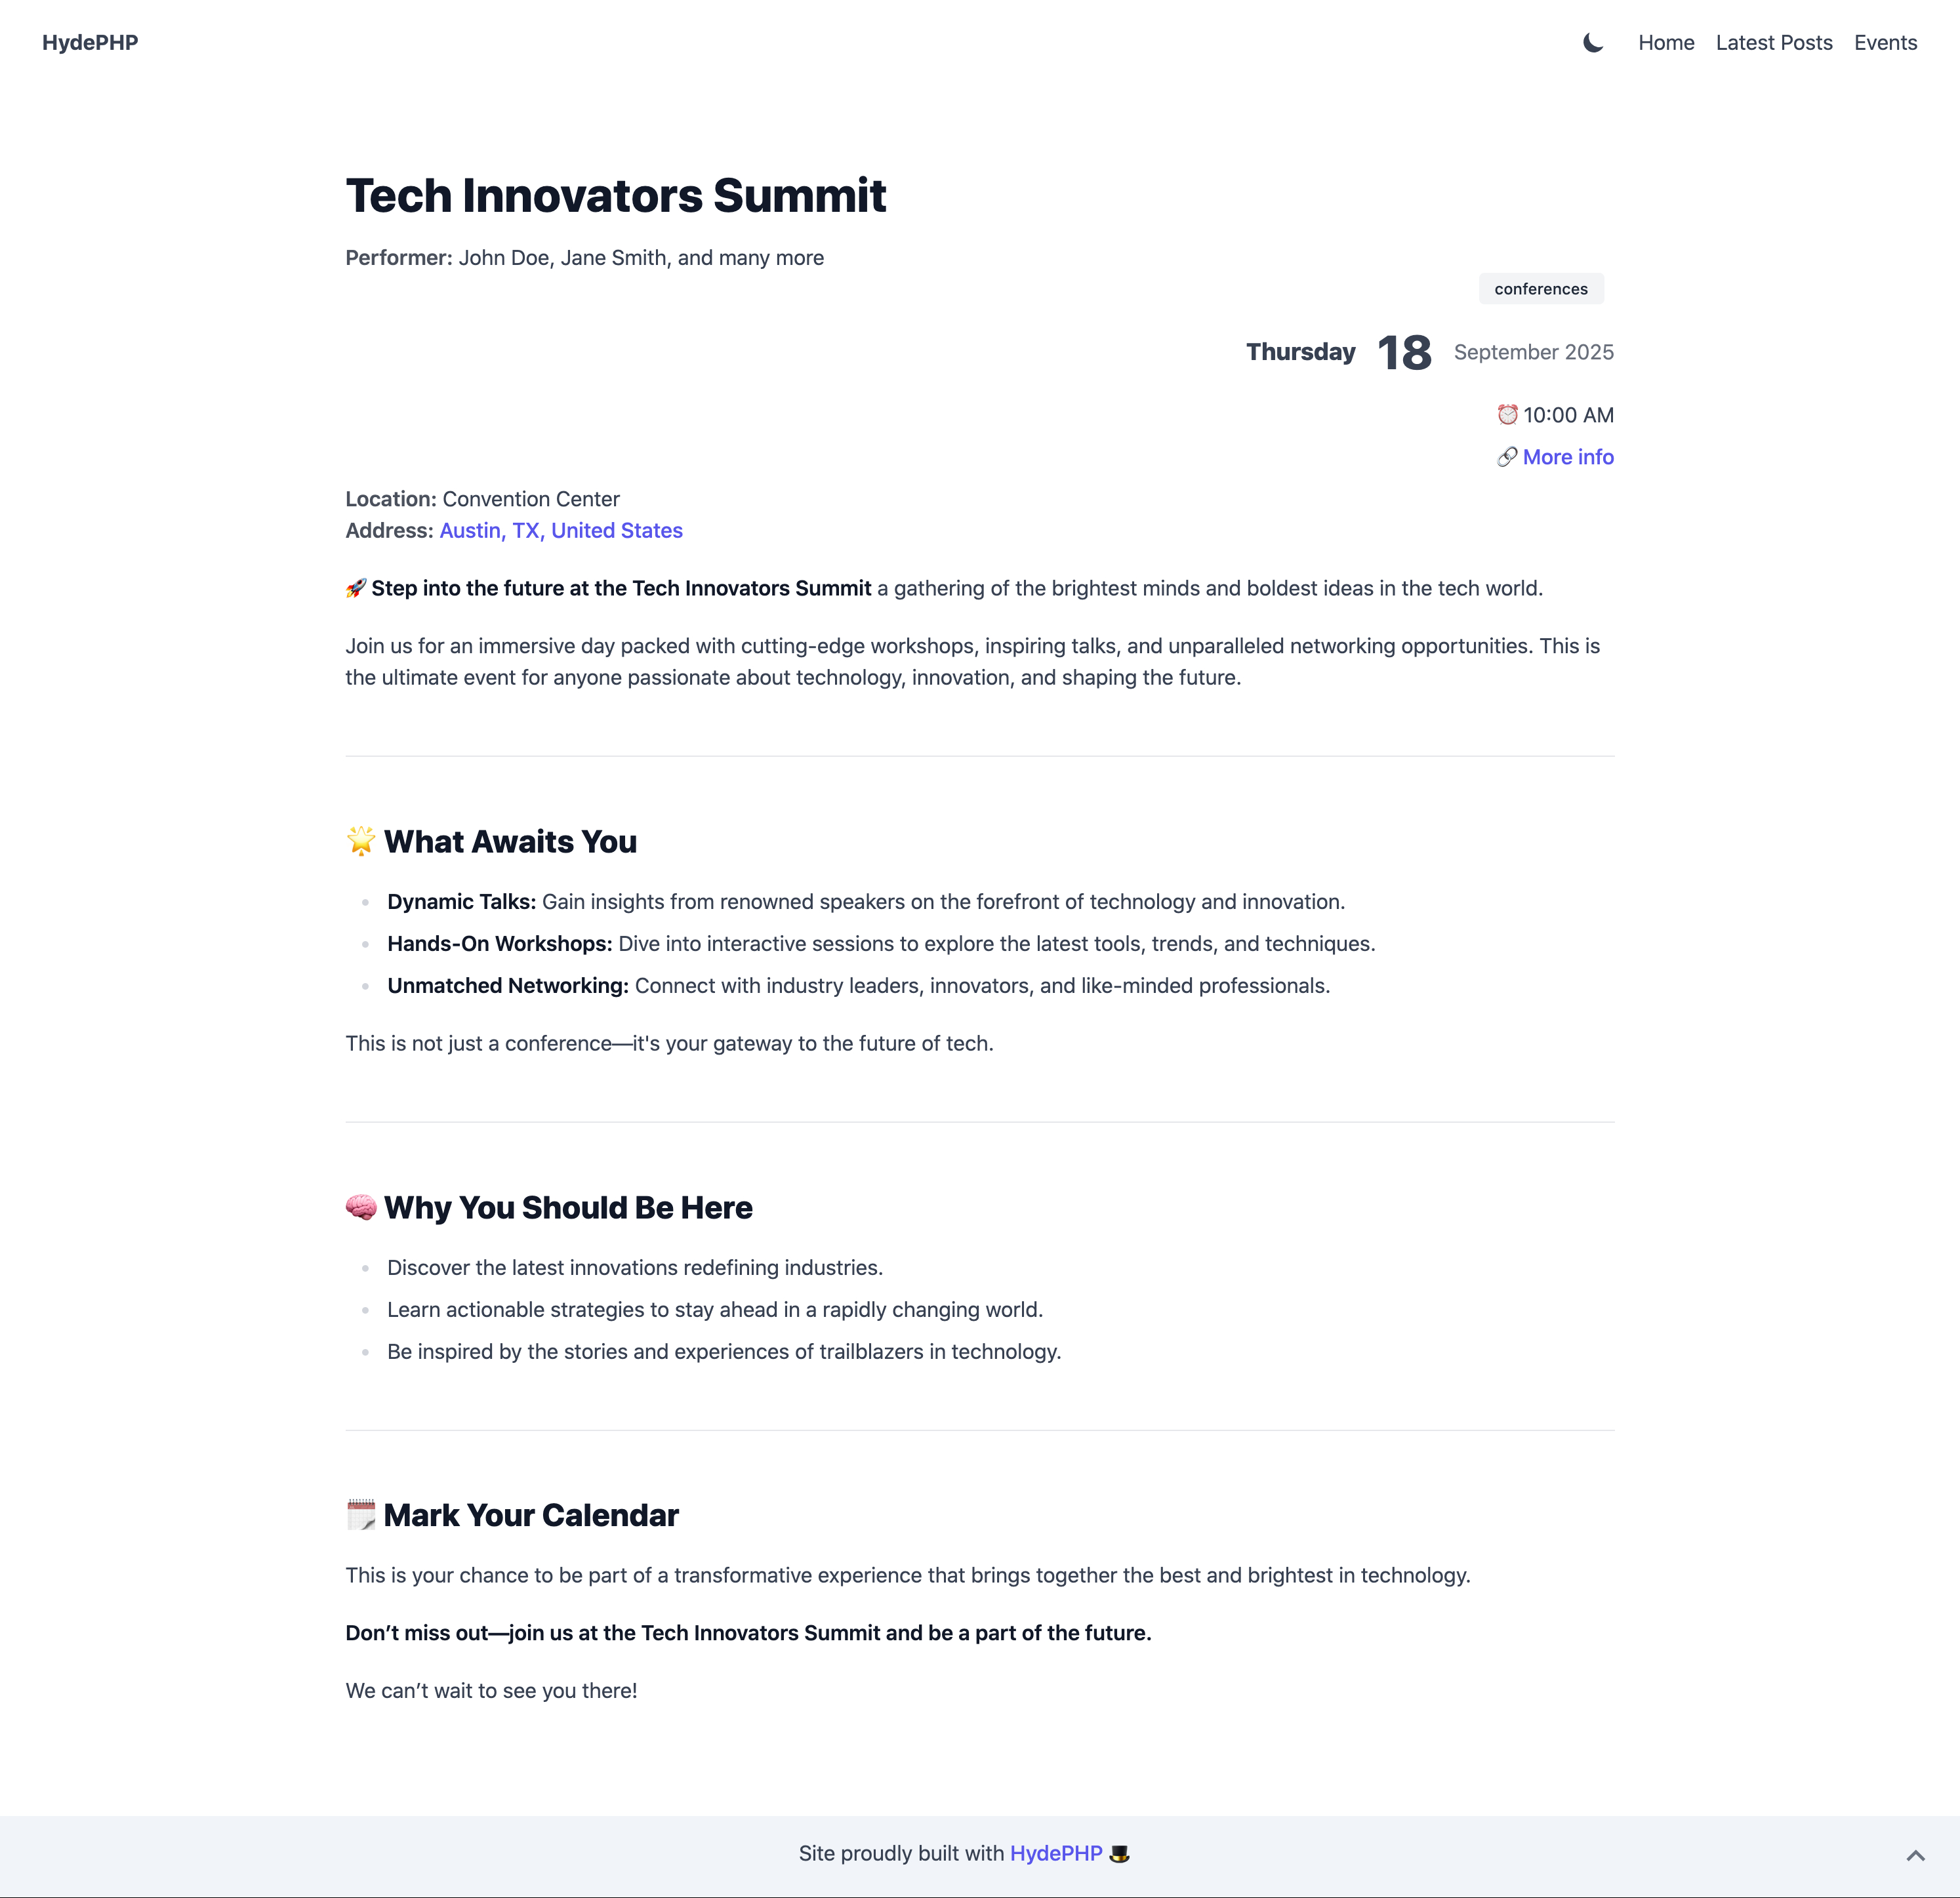 HydePHP
Home Latest Posts Events
Tech Innovators Summit
Performer: John Doe, Jane Smith, and many more
conferences
Thursday 18 September 2025
⏰ 10:00 AM
🔗 More info
Location: Convention Center
Address: Austin, TX, United States
🚀 Step into the future at the Tech Innovators Summit a gathering of the brightest minds and boldest ideas in the tech world.
Join us for an immersive day packed with cutting-edge workshops, inspiring talks, and unparalleled networking opportunities. This is
the ultimate event for anyone passionate about technology, innovation, and shaping the future.
🌟 What Awaits You
• Dynamic Talks: Gain insights from renowned speakers on the forefront of technology and innovation.
• Hands-On Workshops: Dive into interactive sessions to explore the latest tools, trends, and techniques.
• Unmatched Networking: Connect with industry leaders, innovators, and like-minded professionals.
This is not just a conference—it's your gateway to the future of tech.
🧠 Why You Should Be Here
• Discover the latest innovations redefining industries.
• Learn actionable strategies to stay ahead in a rapidly changing world.
• Be inspired by the stories and experiences of trailblazers in technology.
🗓️ Mark Your Calendar
This is your chance to be part of a transformative experience that brings together the best and brightest in technology.
Don’t miss out—join us at the Tech Innovators Summit and be a part of the future.
We can’t wait to see you there!
Site proudly built with HydePHP 🎩